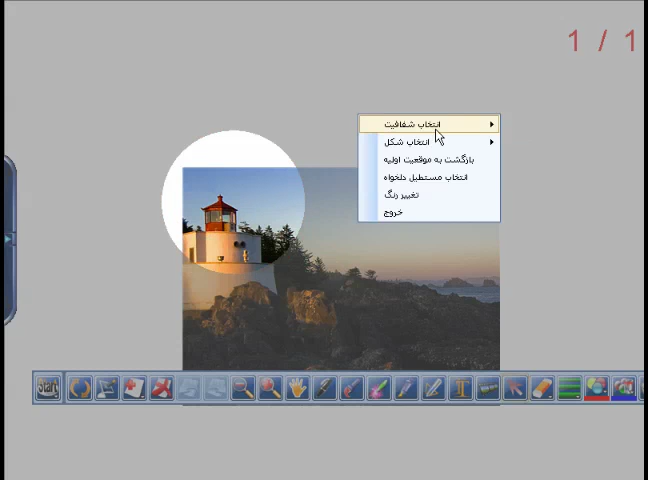 1 / 1
انتخاب شفافیت
انتخاب شکل
بازگشت به موقعیت اولیه
انتخاب مستطیل دلخواه
تغییر رنگ
خروج
Start